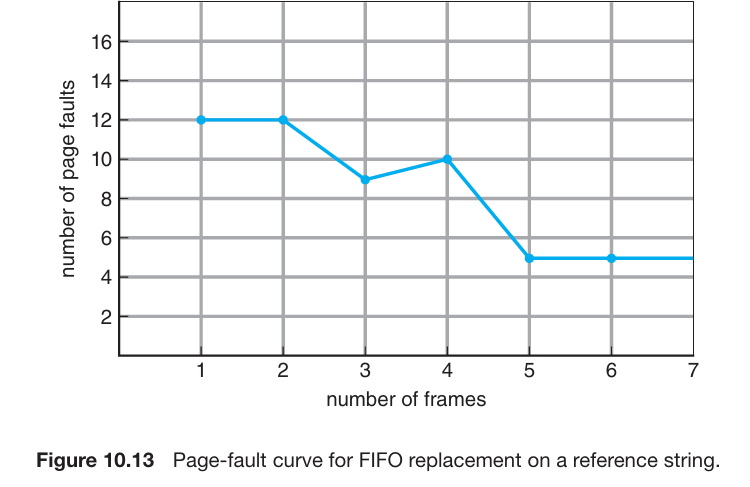 number of page faults
16
14
12
10
8
6
4
2
1 2 3 4 5 6 7
number of frames
Figure 10.13 Page-fault curve for FIFO replacement on a reference string.